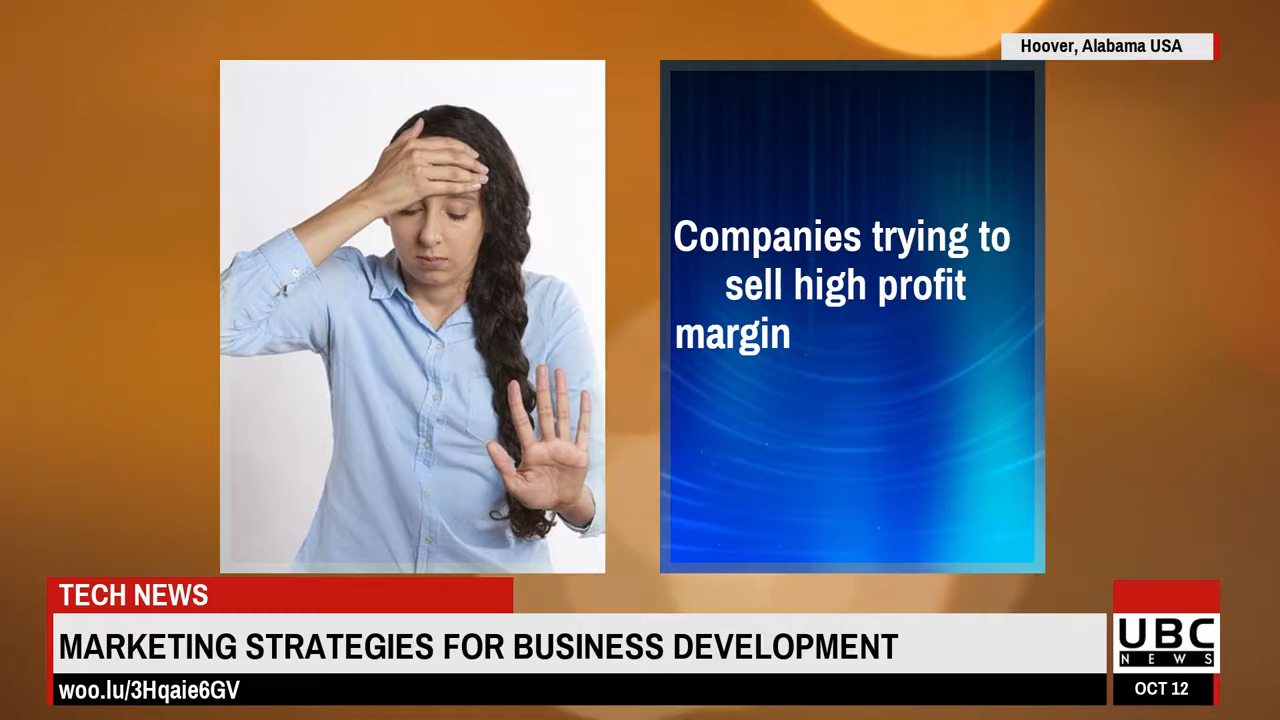 Hoover, Alabama USA
Companies trying to
sell high profit
margin
TECH NEWS
MARKETING STRATEGIES FOR BUSINESS DEVELOPMENT
woo.lu/3Hqaie6GV
UBC
NEWS
OCT 12